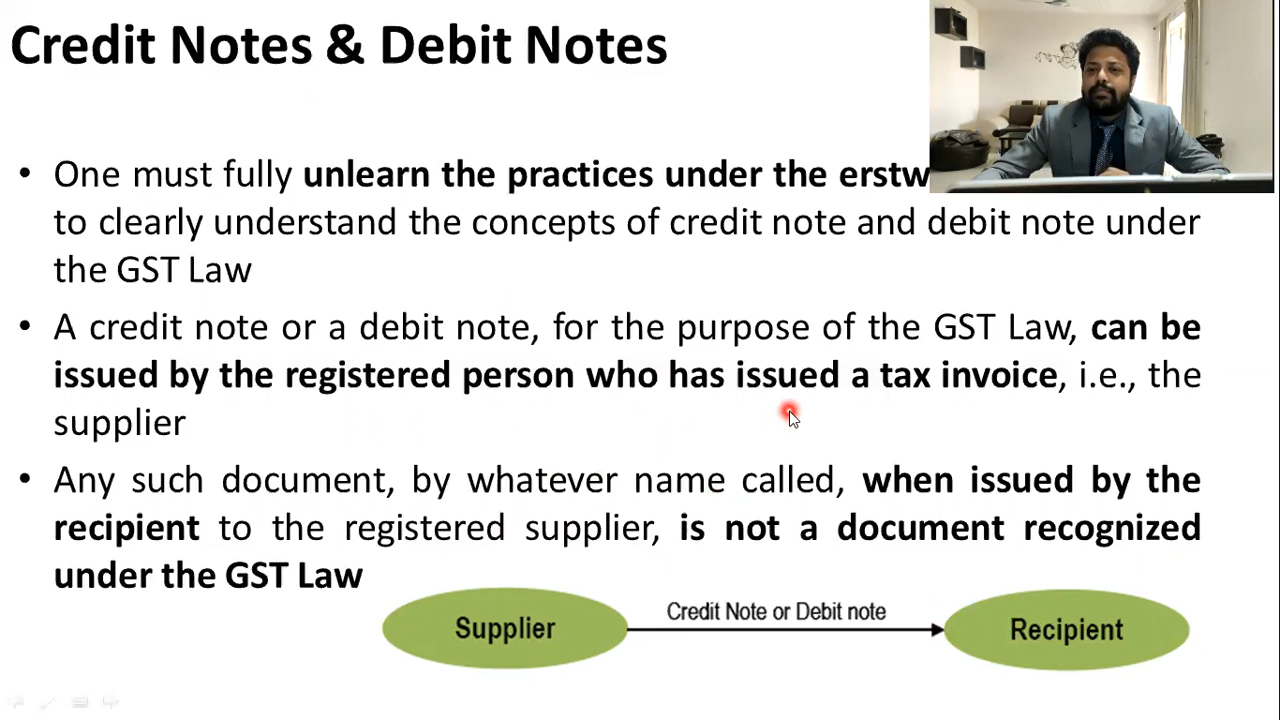 Credit Notes & Debit Notes
• One must fully unlearn the practices under the
to clearly understand the concepts of credit note and debit note under
the GST Law
• A credit note or a debit note, for the purpose of the GST Law, can be
issued by the registered person who has issued a tax invoice, i.e., the
supplier
• Any such document, by whatever name called, when issued by the
recipient to the registered supplier, is not a document recognized
under the GST Law
Supplier
Credit Note or Debit note
Recipient